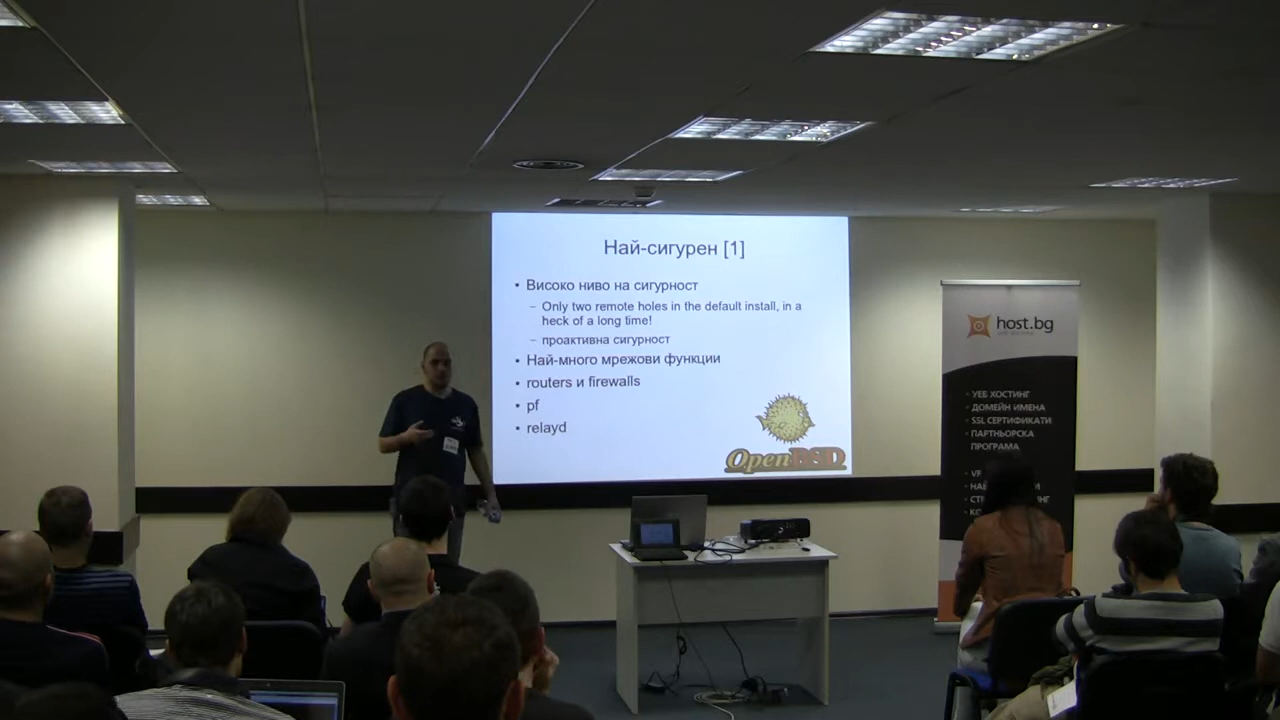 Най-сигурен [1]
• Високо ниво на сигурност
– Only two remote holes in the default install, in a
heck of a long time!
– проактивна сигурност
• Най-много мрежови функции
• routers и firewalls
• pf
• relayd
OpenBSD
host.bg
• УЕБ ХОСТИНГ
• ДОМЕЙН ИМЕНА
• SSL СЕРТИФИКАТИ
• ПАРТНЬОРСКА
ПРОГРАМА